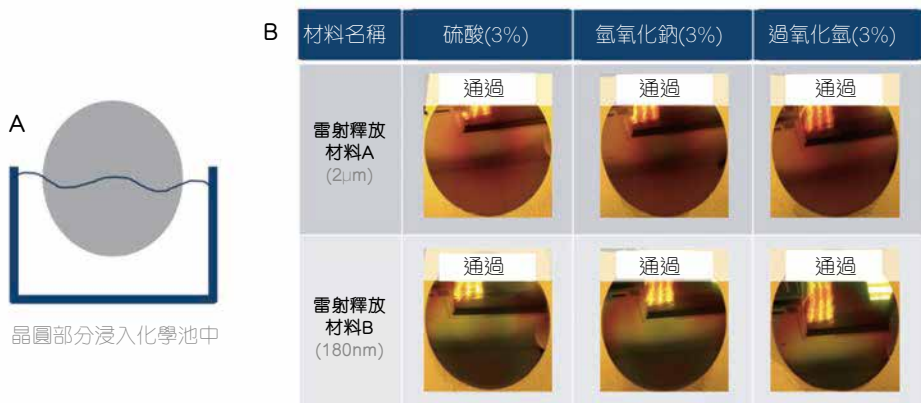 A
晶圓部分浸入化學池中
B
材料名稱
硫酸(3%)
氫氧化鈉(3%)
過氧化氫(3%)
雷射釋放
材料A
(2μm)
通過
通過
通過
雷射釋放
材料B
(180nm)
通過
通過
通過